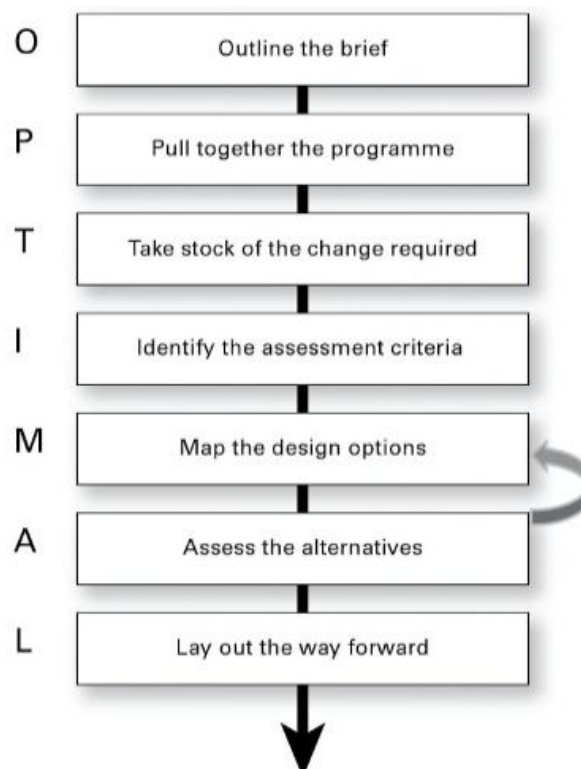 O Outline the brief
P Pull together the programme
T Take stock of the change required
I Identify the assessment criteria
M Map the design options
A Assess the alternatives
L Lay out the way forward